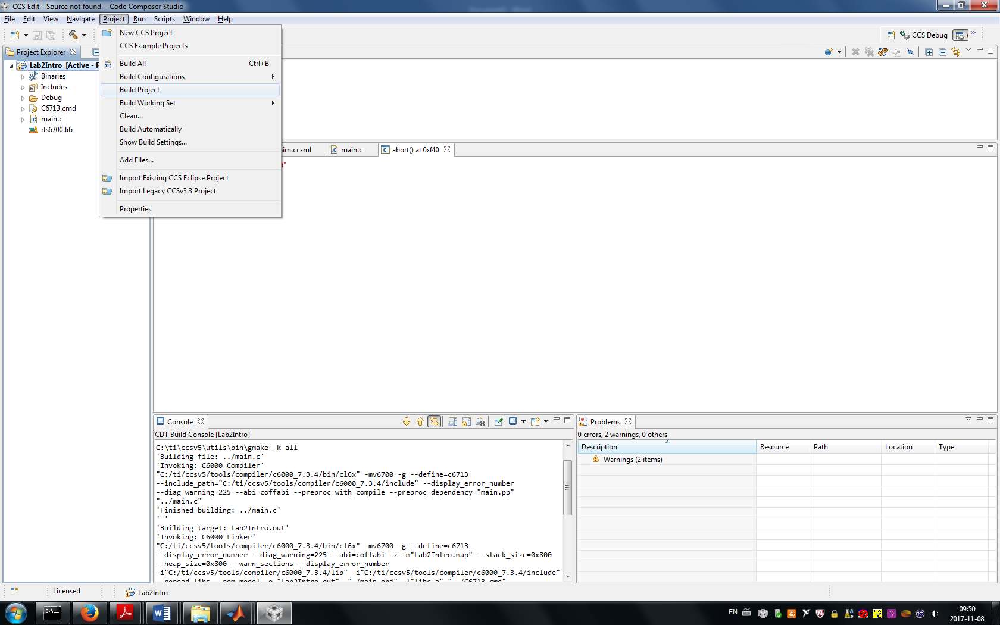 CCS Edit - Source not found. - Code Composer Studio
File Edit View Navigate Project Run Scripts Window Help
CCS Debug
New CCS Project
CCS Example Projects
Build All Ctrl+B
Build Configurations
Build Project
Build Working Set
Clean...
Build Automatically
Show Build Settings...
Add Files...
Import Existing CCS Eclipse Project
Import Legacy CCSv3.3 Project
Properties
Project Explorer
Lab2Intro [Active -
Binaries
Includes
Debug
C6713.cmd
main.c
rts6700.lib
sim.ccxml main.c abort() at 0xf40
Console
CDT Build Console [Lab2Intro]
C:\ti\ccsv5\utils\bin\gmake -k all
'Building file: ../main.c'
'Invoking: C6000 Compiler'
"C:/ti/ccsv5/tools/compiler/c6000_7.3.4/bin/cl6x" -mv6700 -g --define=c6713
--include_path="C:/ti/ccsv5/tools/compiler/c6000_7.3.4/include" --display_error_number
--diag_warning=225 --abi=coffabi --preproc_with_compile --preproc_dependency="main.pp"
"../main.c"
'Finished building: ../main.c'
' '
'Building target: Lab2Intro.out'
'Invoking: C6000 Linker'
"C:/ti/ccsv5/tools/compiler/c6000_7.3.4/bin/cl6x" -mv6700 -g --define=c6713
--display_error_number --diag_warning=225 --abi=coffabi -z -m"Lab2Intro.map" --stack_size=0x800
--heap_size=0x800 --warn_sections --display_error_number
-i"C:/ti/ccsv5/tools/compiler/c6000_7.3.4/lib" -i"C:/ti/ccsv5/tools/compiler/c6000_7.3.4/include"
--reread_libs --rom_model -o "Lab2Intro.out" "./main.obj" -l"libc.a" "../C6713.cmd"
Problems
0 errors, 2 warnings, 0 others
Description Resource Path Location Type
Warnings (2 items)
Licensed
Lab2Intro
EN
09:50
2017-11-08